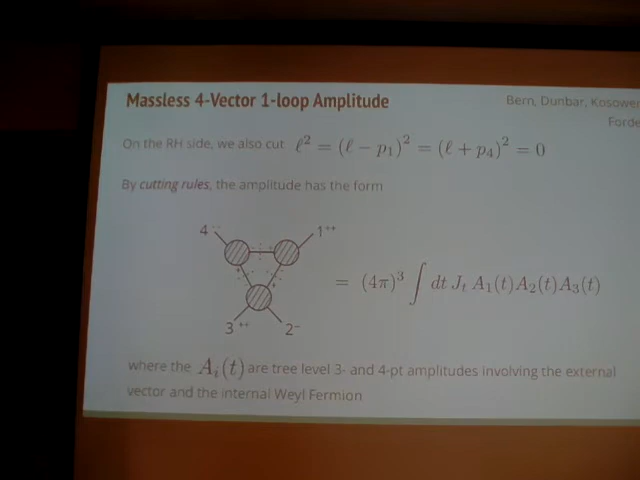 Massless 4-Vector 1-loop Amplitude
Bern, Dunbar, Kosower
Forde
On the RH side, we also cut ℓ² = (ℓ − p₁)² = (ℓ + p₄)² = 0
By cutting rules, the amplitude has the form
4⁻ 1⁺⁺
= (4π)³ ∫ dt Jₜ A₁(t)A₂(t)A₃(t)
3⁺⁺ 2⁻
where the Aᵢ(t) are tree level 3- and 4-pt amplitudes involving the external
vector and the internal Weyl Fermion